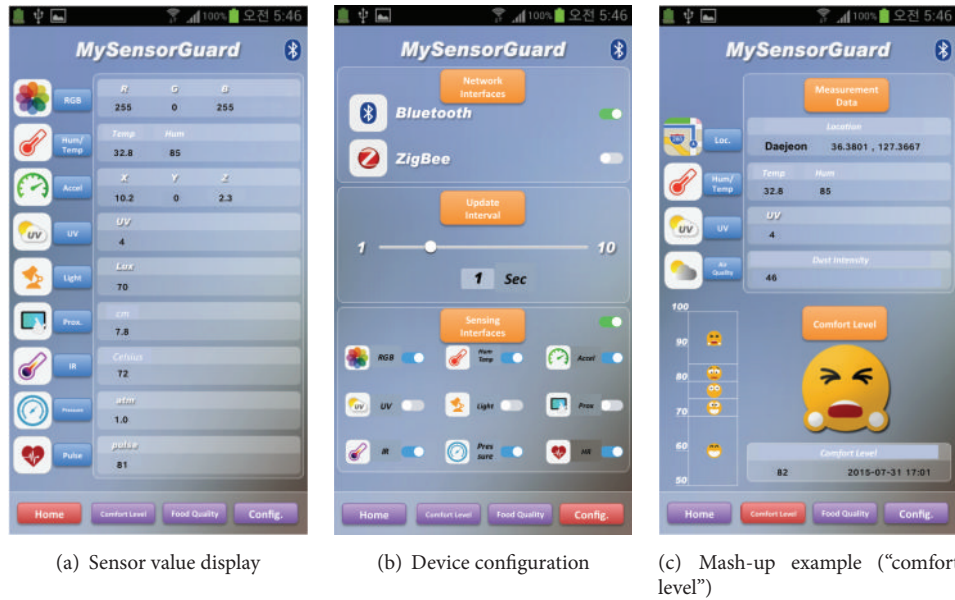 100% 오전 5:46
MySensorGuard
RGB
R G B
255 0 255
Hum/
Temp
Temp Hum
32.8 85
Accel
X Y Z
10.2 0 2.3
UV
UV
UV
4
Light
Lux
70
Prox.
cm
7.8
IR
Celsius
72
Pressure
atm
1.0
Pulse
pulse
81
Home Comfort Level Food Quality Config.
(a) Sensor value display
100% 오전 5:46
MySensorGuard
Network
Interfaces
Bluetooth
ZigBee
Update
Interval
1 10
1 Sec
Sensing
Interfaces
RGB Hum
Temp Accel
UV UV Light Prox
IR Pres
sure HR
Home Comfort Level Food Quality Config.
(b) Device configuration
100% 오전 5:46
MySensorGuard
Measurement
Data
Loc.
Location
Daejeon 36.3801 , 127.3667
Hum/
Temp
Temp Hum
32.8 85
UV
UV
UV
4
Air
Quality
Dust Intensity
46
100
90
80
70
60
50
Comfort Level
Comfort Level
82 2015-07-31 17:01
Home Comfort Level Food Quality Config.
(c) Mash-up example (“comfort
level”)